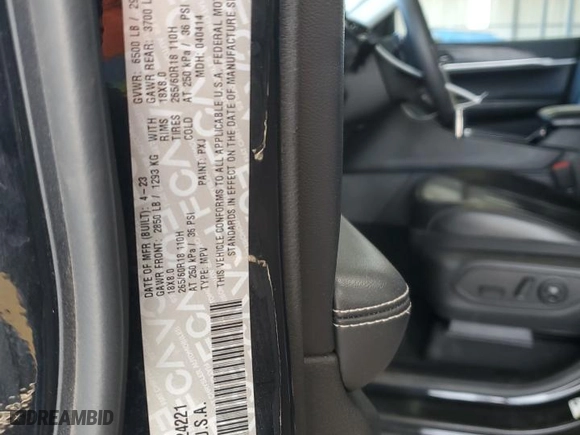 DATE OF MFR (BUILT): 4-23 GVWR: 6500 LB / 29
GAWR FRONT: 2850 LB / 1293 KG WITH GAWR REAR: 3700 L
18X8.0 RIMS 18X8.0
265/60R18 110H TIRES 265/60R18 110H
AT 250 kPa / 36 PSI COLD AT 250 kPa / 36 PSI
TYPE: MPV PAINT: PXJ MDH: 040414
THIS VEHICLE CONFORMS TO ALL APPLICABLE U.S.A. FEDERAL MO
STANDARDS IN EFFECT ON THE DATE OF MANUFACTURE S
24221
U.S.A.
DREAMBID